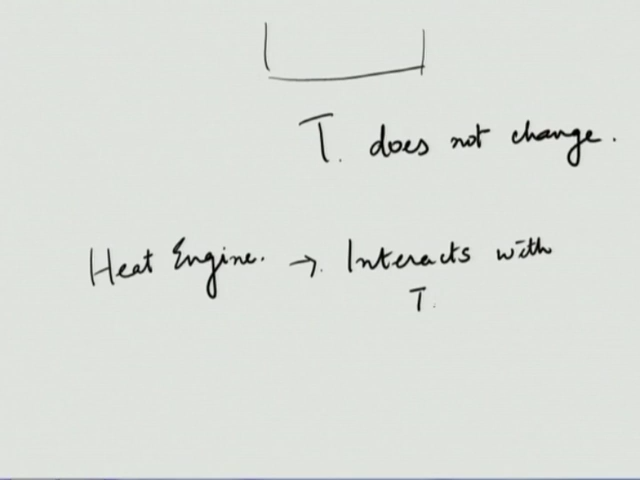 T. does not change.
Heat Engine. → Interacts with
T.